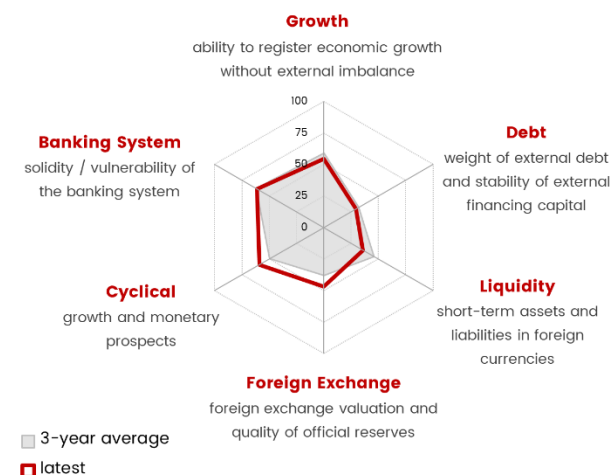 Growth
ability to register economic growth
without external imbalance
100
75
50
25
0
Banking System
solidity / vulnerability of
the banking system
Debt
weight of external debt
and stability of external
financing capital
Cyclical
growth and monetary
prospects
Liquidity
short-term assets and
liabilities in foreign
currencies
Foreign Exchange
foreign exchange valuation and
quality of official reserves
3-year average
latest